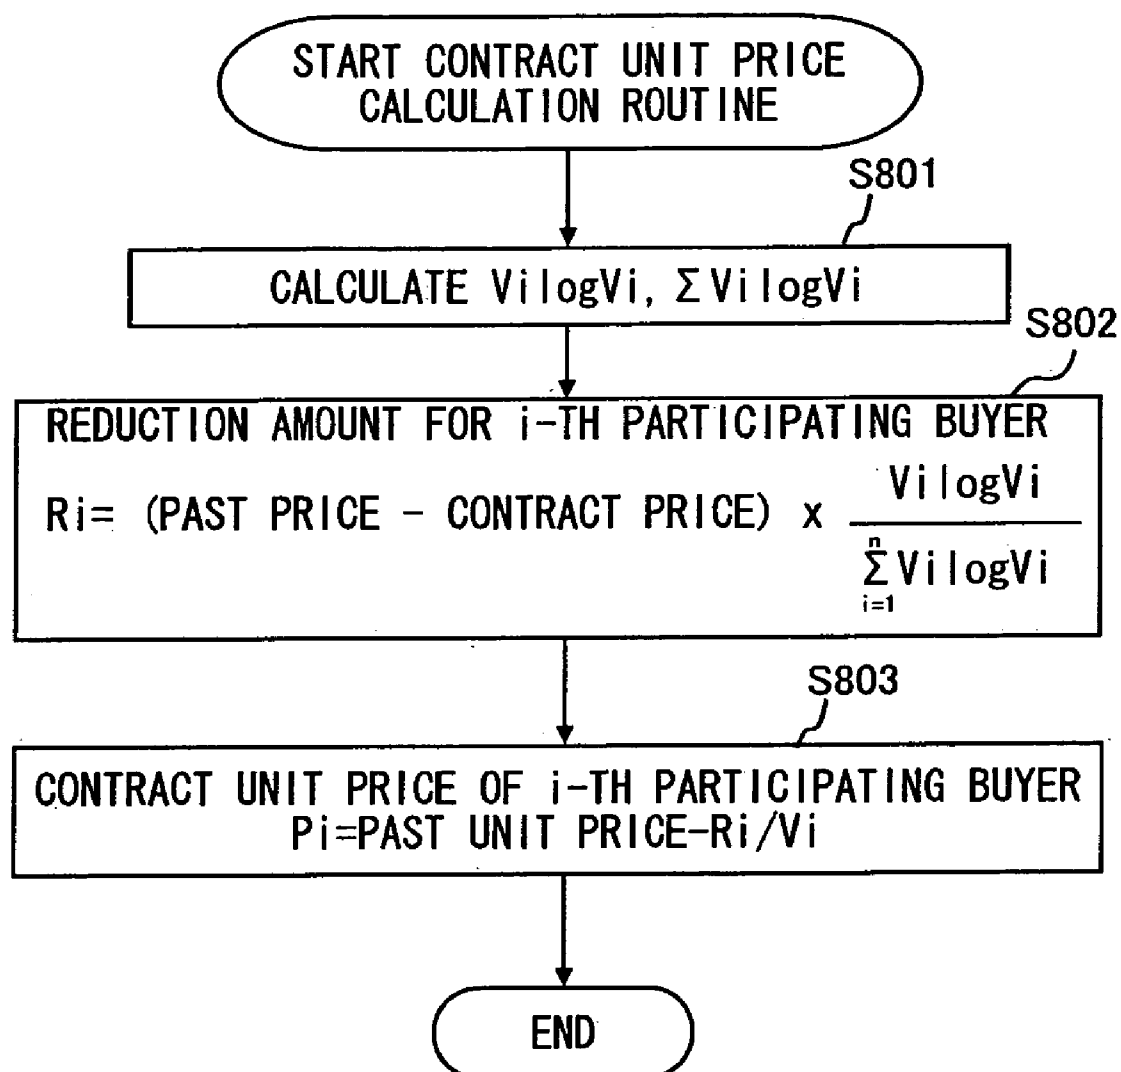 START CONTRACT UNIT PRICE
CALCULATION ROUTINE
S801
CALCULATE VilogVi, ΣVilogVi
S802
REDUCTION AMOUNT FOR i-TH PARTICIPATING BUYER
Ri= (PAST PRICE - CONTRACT PRICE) x
VilogVi
n
ΣVilogVi
i=1
S803
CONTRACT UNIT PRICE OF i-TH PARTICIPATING BUYER
Pi=PAST UNIT PRICE-Ri/Vi
END